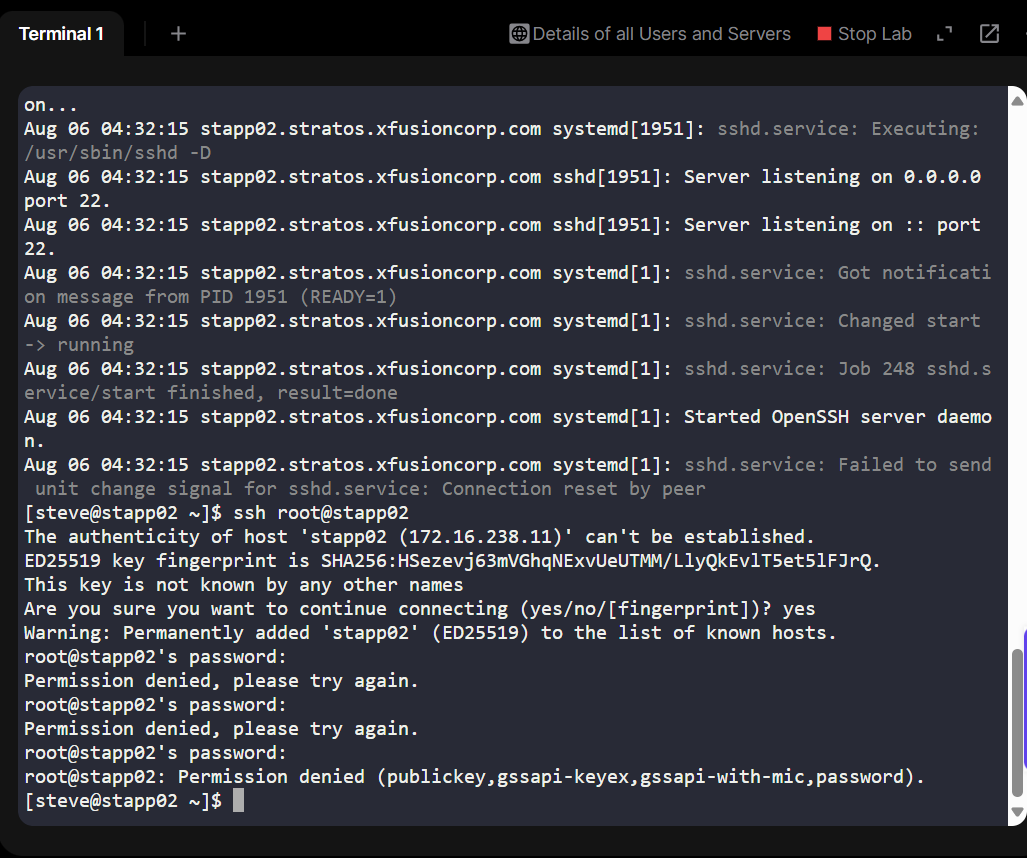 Terminal 1
+
Details of all Users and Servers
Stop Lab
on...
Aug 06 04:32:15 stapp02.stratos.xfusioncorp.com systemd[1951]: sshd.service: Executing:
/usr/sbin/sshd -D
Aug 06 04:32:15 stapp02.stratos.xfusioncorp.com sshd[1951]: Server listening on 0.0.0.0
port 22.
Aug 06 04:32:15 stapp02.stratos.xfusioncorp.com sshd[1951]: Server listening on :: port
22.
Aug 06 04:32:15 stapp02.stratos.xfusioncorp.com systemd[1]: sshd.service: Got notificati
on message from PID 1951 (READY=1)
Aug 06 04:32:15 stapp02.stratos.xfusioncorp.com systemd[1]: sshd.service: Changed start
-> running
Aug 06 04:32:15 stapp02.stratos.xfusioncorp.com systemd[1]: sshd.service: Job 248 sshd.s
ervice/start finished, result=done
Aug 06 04:32:15 stapp02.stratos.xfusioncorp.com systemd[1]: Started OpenSSH server daemo
n.
Aug 06 04:32:15 stapp02.stratos.xfusioncorp.com systemd[1]: sshd.service: Failed to send
 unit change signal for sshd.service: Connection reset by peer
[steve@stapp02 ~]$ ssh root@stapp02
The authenticity of host 'stapp02 (172.16.238.11)' can't be established.
ED25519 key fingerprint is SHA256:HSezevj63mVGhqNExvUeUTMM/LlyQkEvlT5et5lFJrQ.
This key is not known by any other names
Are you sure you want to continue connecting (yes/no/[fingerprint])? yes
Warning: Permanently added 'stapp02' (ED25519) to the list of known hosts.
root@stapp02's password:
Permission denied, please try again.
root@stapp02's password:
Permission denied, please try again.
root@stapp02's password:
root@stapp02: Permission denied (publickey,gssapi-keyex,gssapi-with-mic,password).
[steve@stapp02 ~]$